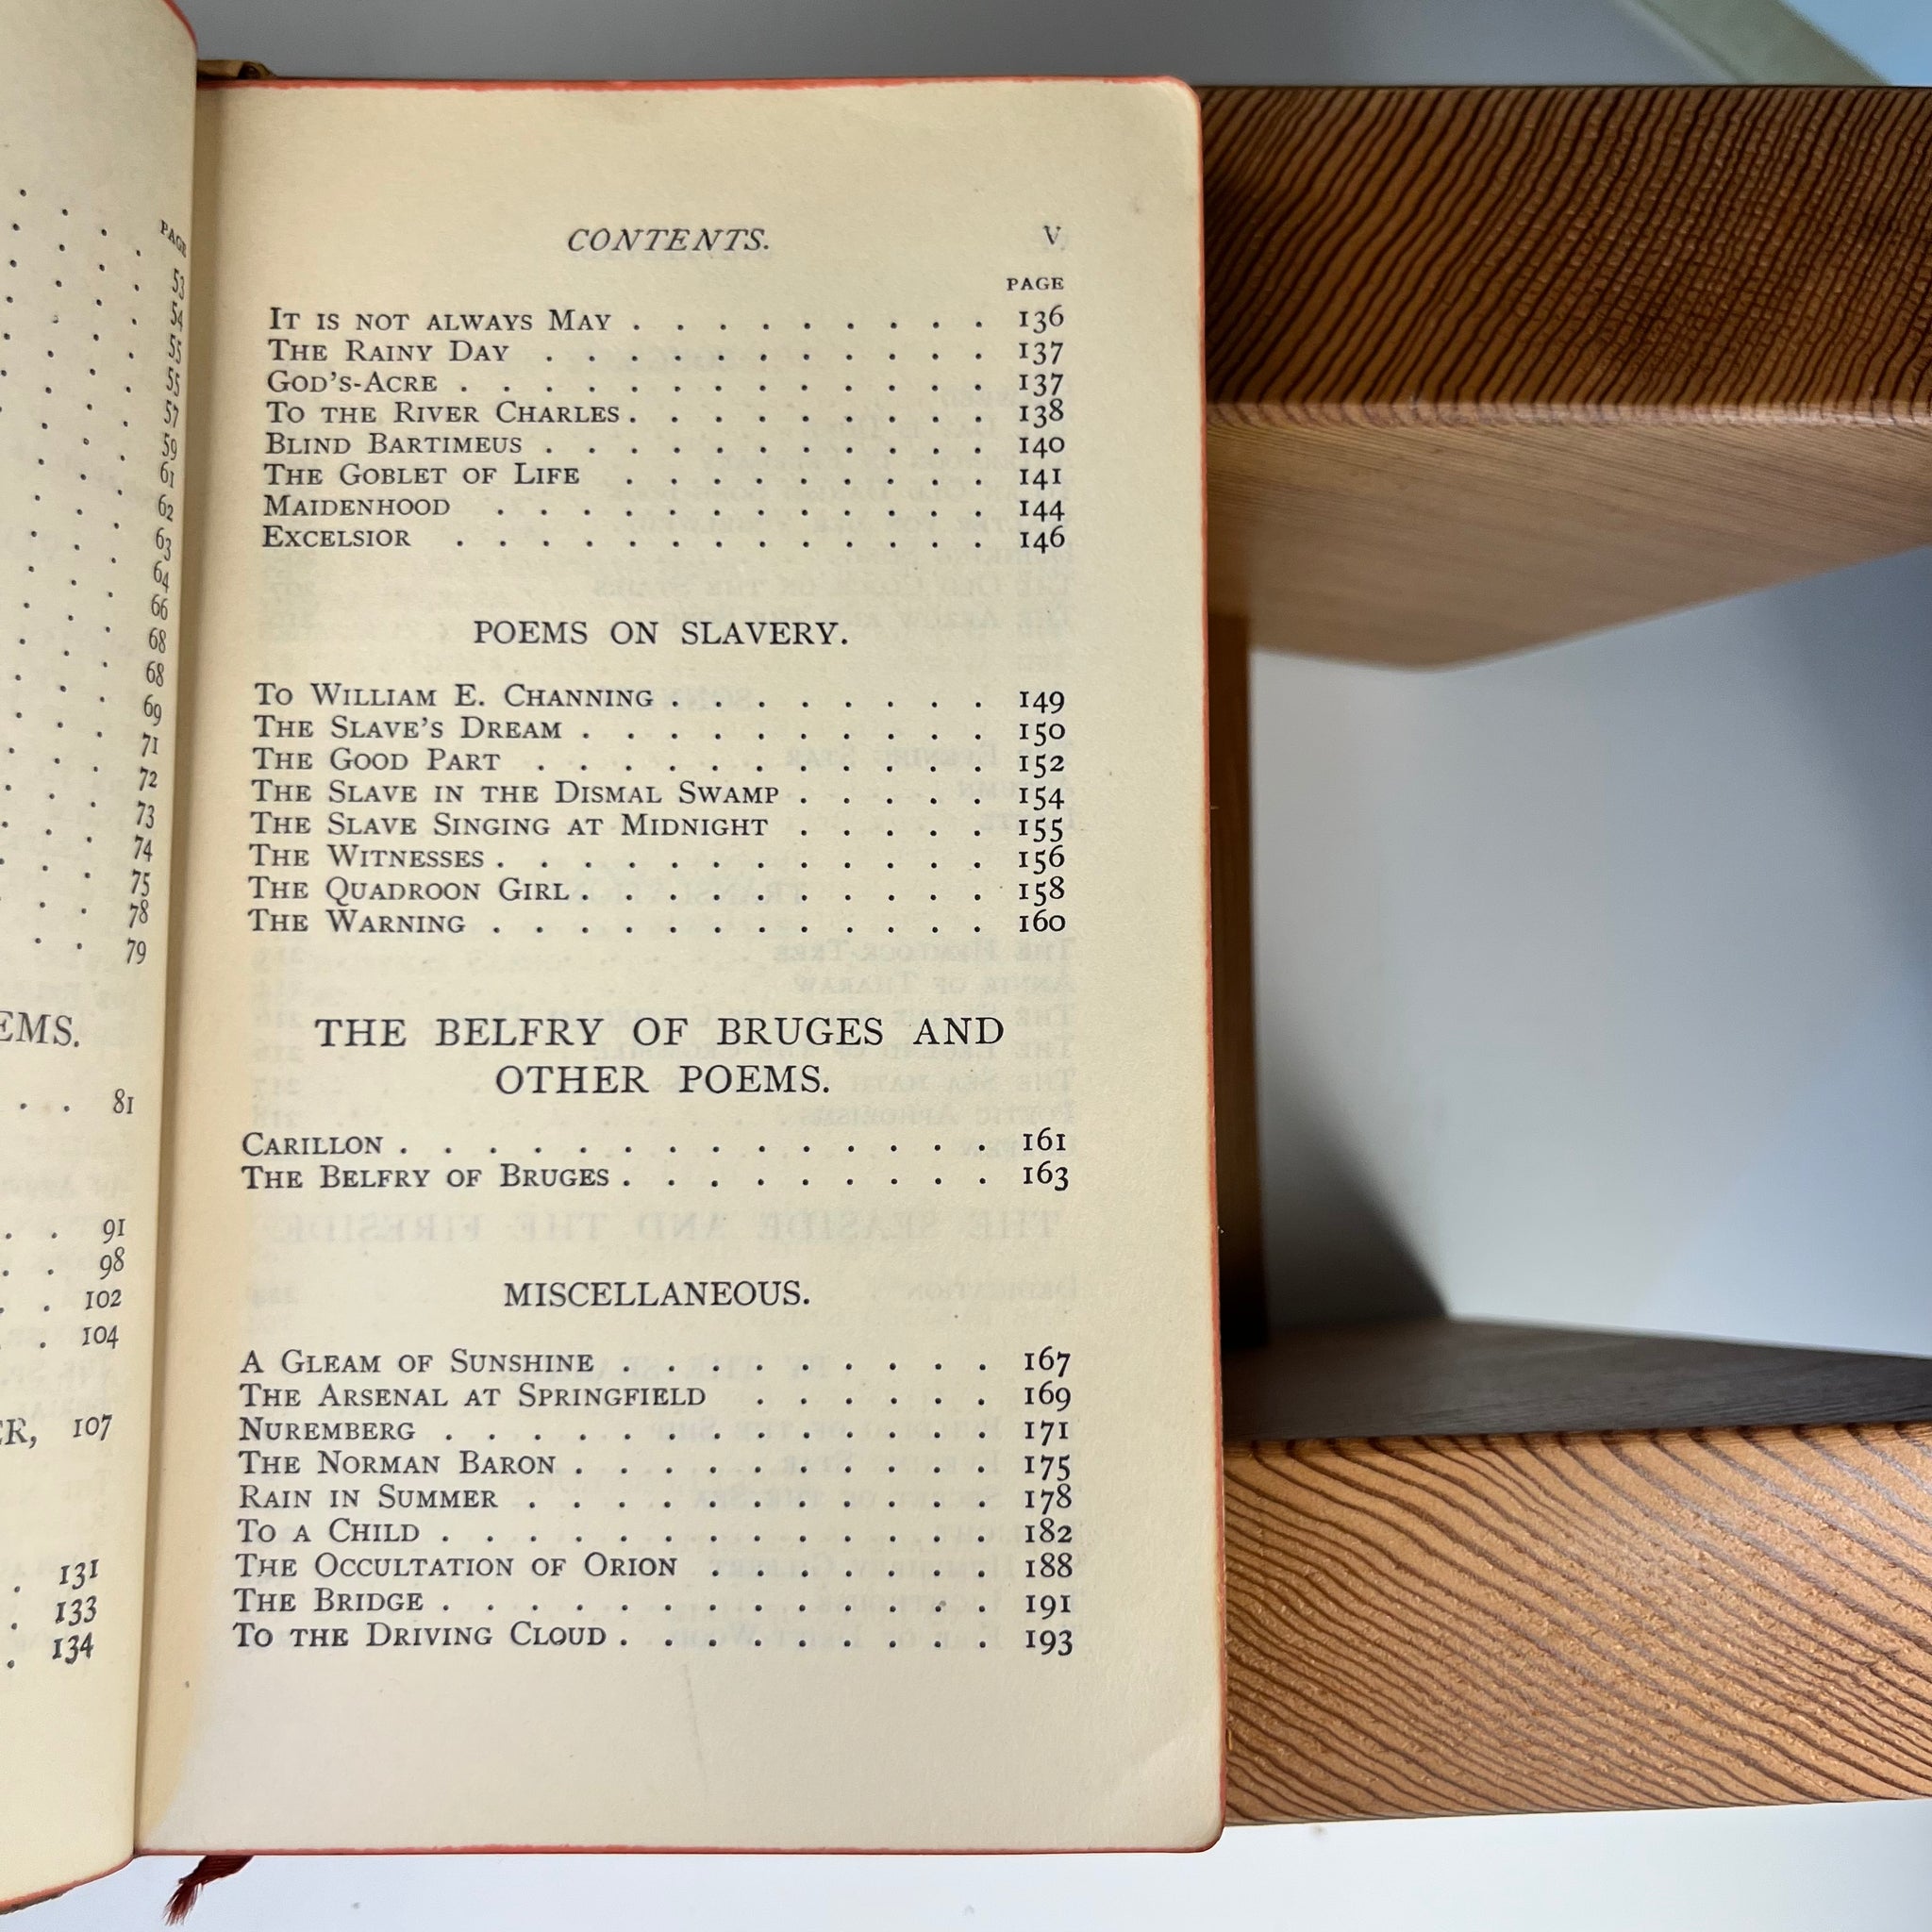 PAGE
53
54
55
55
57
59
61
62
63
64
66
68
68
69
71
72
73
74
75
78
79
EMS.
. . . 81
. . 91
. . 98
. . 102
. . 104
ER, 107
. 131
. 133
. 134
CONTENTS. V
PAGE
IT IS NOT ALWAYS MAY . . . . . . . . . 136
THE RAINY DAY . . . . . . . . . . . 137
GOD'S-ACRE . . . . . . . . . . . . . 137
TO THE RIVER CHARLES . . . . . . . . . 138
BLIND BARTIMEUS . . . . . . . . . . . 140
THE GOBLET OF LIFE . . . . . . . . . 141
MAIDENHOOD . . . . . . . . . . . . 144
EXCELSIOR . . . . . . . . . . . . . 146
POEMS ON SLAVERY.
TO WILLIAM E. CHANNING . . . . . . . . 149
THE SLAVE'S DREAM . . . . . . . . . . 150
THE GOOD PART . . . . . . . . . . . 152
THE SLAVE IN THE DISMAL SWAMP . . . . . 154
THE SLAVE SINGING AT MIDNIGHT . . . . . 155
THE WITNESSES . . . . . . . . . . . . 156
THE QUADROON GIRL . . . . . . . . . . 158
THE WARNING . . . . . . . . . . . . 160
THE BELFRY OF BRUGES AND
OTHER POEMS.
CARILLON . . . . . . . . . . . . . . 161
THE BELFRY OF BRUGES . . . . . . . . . 163
MISCELLANEOUS.
A GLEAM OF SUNSHINE . . . . . . . . . 167
THE ARSENAL AT SPRINGFIELD . . . . . . 169
NUREMBERG . . . . . . . . . . . . . 171
THE NORMAN BARON . . . . . . . . . . 175
RAIN IN SUMMER . . . . . . . . . . . 178
TO A CHILD . . . . . . . . . . . . . 182
THE OCCULTATION OF ORION . . . . . . . 188
THE BRIDGE . . . . . . . . . . . . . 191
TO THE DRIVING CLOUD . . . . . . . . . 193